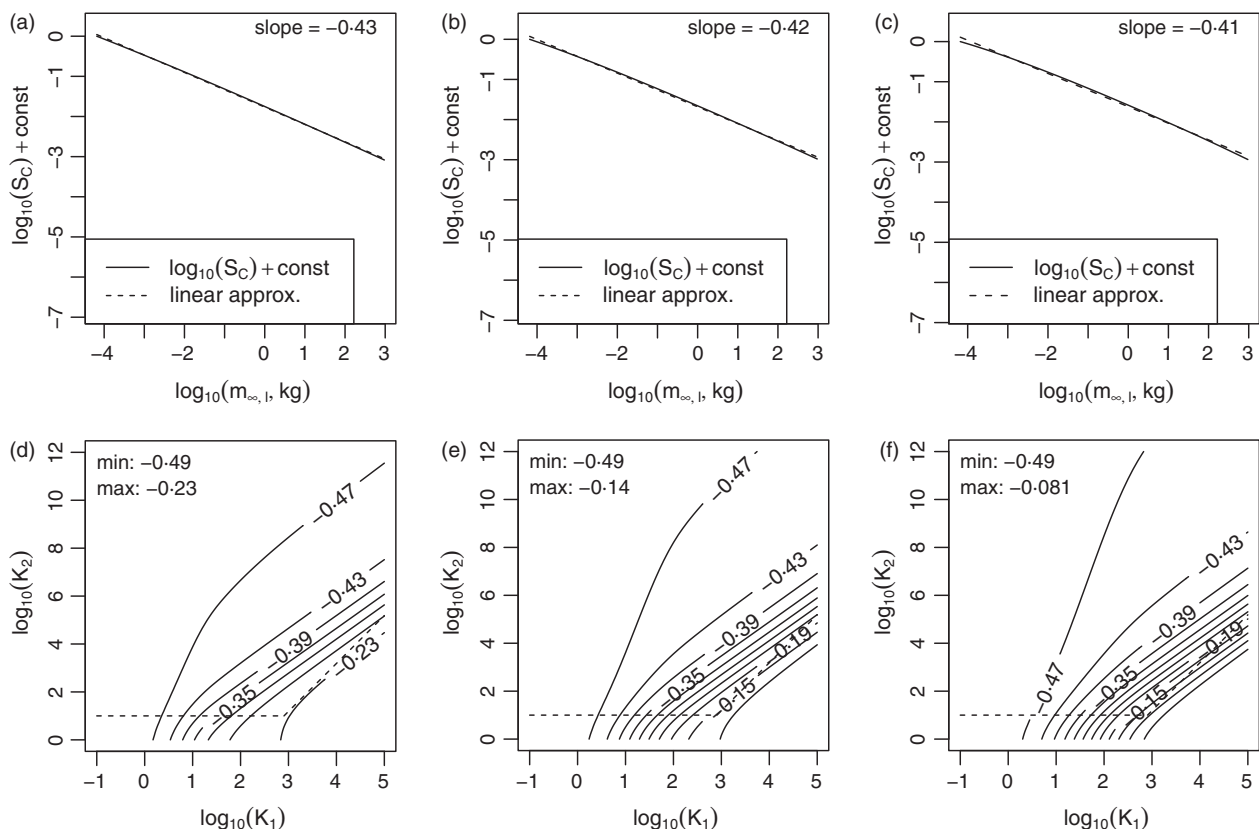 (a)
slope = −0·43
0
−1
−3
−5
−7
log10(SC) + const
log10(SC) + const
linear approx.
−4
−2
0
1
2
3
log10(m∞, l, kg)
(b)
slope = −0·42
0
−1
−3
−5
−7
log10(SC) + const
log10(SC) + const
linear approx.
−4
−2
0
1
2
3
log10(m∞, l, kg)
(c)
slope = −0·41
0
−1
−3
−5
−7
log10(SC) + const
log10(SC) + const
linear approx.
−4
−2
0
1
2
3
log10(m∞, l, kg)
(d)
min: −0·49
max: −0·23
12
10
8
6
4
2
0
log10(K2)
−0·47
−0·43
−0·39
−0·35
−0·23
−1
0
1
2
3
4
5
log10(K1)
(e)
min: −0·49
max: −0·14
12
10
8
6
4
2
0
log10(K2)
−0·47
−0·43
−0·39
−0·35
−0·19
−0·15
−1
0
1
2
3
4
5
log10(K1)
(f)
min: −0·49
max: −0·081
12
10
8
6
4
2
0
log10(K2)
−0·47
−0·43
−0·39
−0·35
−0·19
−0·15
−1
0
1
2
3
4
5
log10(K1)